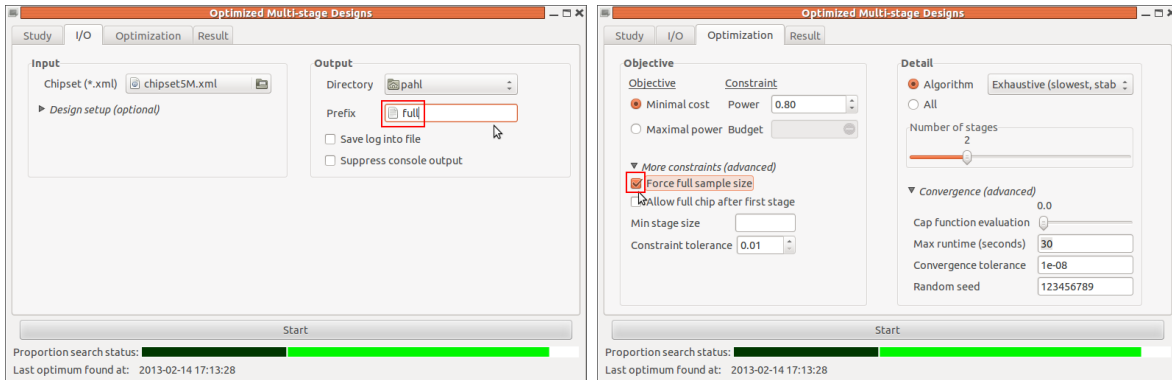 Optimized Multi-stage Designs
Study I/O Optimization Result
Input
Chipset (*.xml) chipset5M.xml
Design setup (optional)
Output
Directory pahl
Prefix full
Save log into file
Suppress console output
Start
Proportion search status:
Last optimum found at: 2013-02-14 17:13:28
Optimized Multi-stage Designs
Study I/O Optimization Result
Objective
Objective Constraint
Minimal cost Power 0.80
Maximal power Budget
More constraints (advanced)
Force full sample size
Allow full chip after first stage
Min stage size
Constraint tolerance 0.01
Detail
Algorithm Exhaustive (slowest, stab
All
Number of stages
2
Convergence (advanced)
0.0
Cap function evaluation
Max runtime (seconds) 30
Convergence tolerance 1e-08
Random seed 123456789
Start
Proportion search status:
Last optimum found at: 2013-02-14 17:13:28